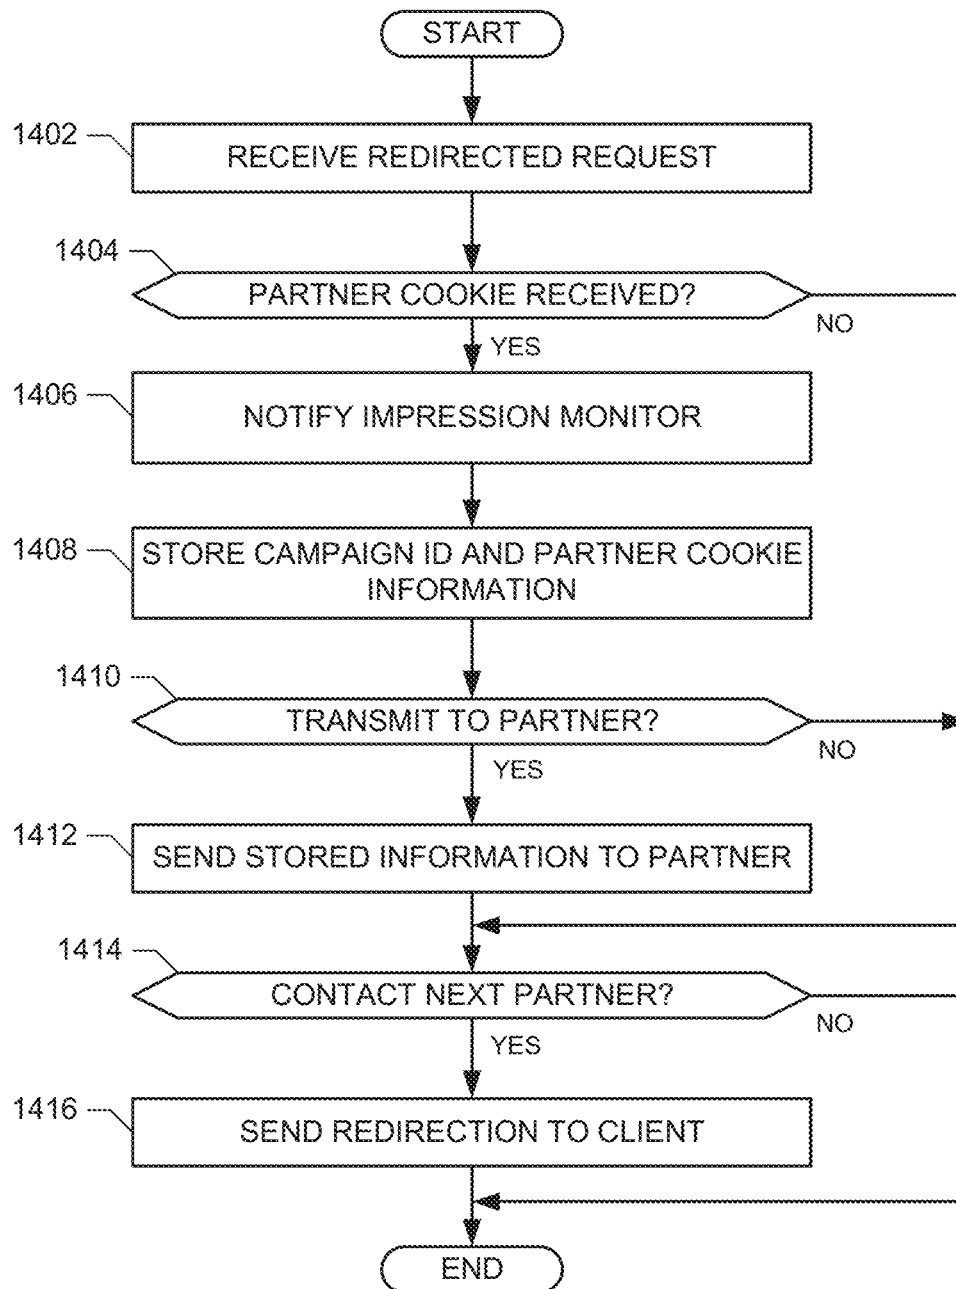 START
1402
RECEIVE REDIRECTED REQUEST
1404
PARTNER COOKIE RECEIVED?
NO
YES
1406
NOTIFY IMPRESSION MONITOR
1408
STORE CAMPAIGN ID AND PARTNER COOKIE
INFORMATION
1410
TRANSMIT TO PARTNER?
NO
YES
1412
SEND STORED INFORMATION TO PARTNER
1414
CONTACT NEXT PARTNER?
NO
YES
1416
SEND REDIRECTION TO CLIENT
END